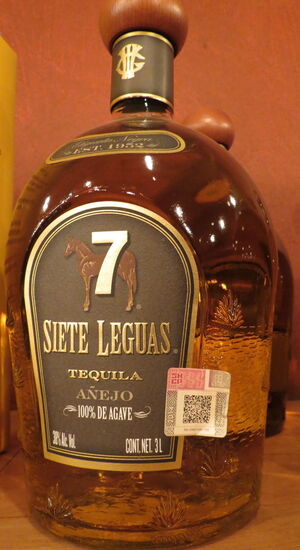 EST. 1952
7
SIETE LEGUAS
TEQUILA
AÑEJO
100% DE AGAVE
38% Alc. Vol.
CONT. NET. 3 L